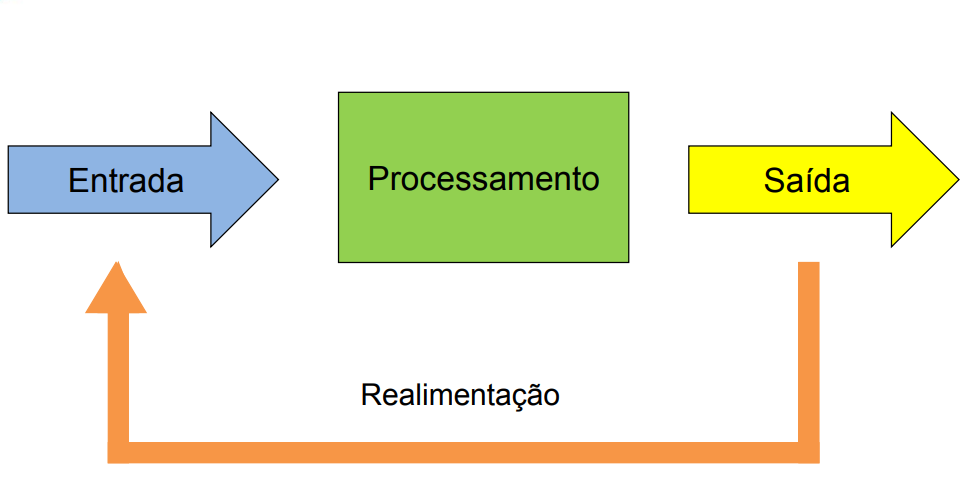 Entrada
Processamento
Saída
Realimentação